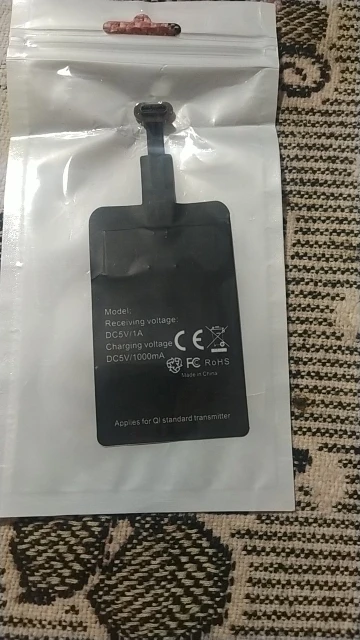 Model:
Receiving voltage:
DC5V/1A
Charging voltage
DC5V/1000mA
CE
FC RoHS
Made in China
Applies for QI standard transmitter